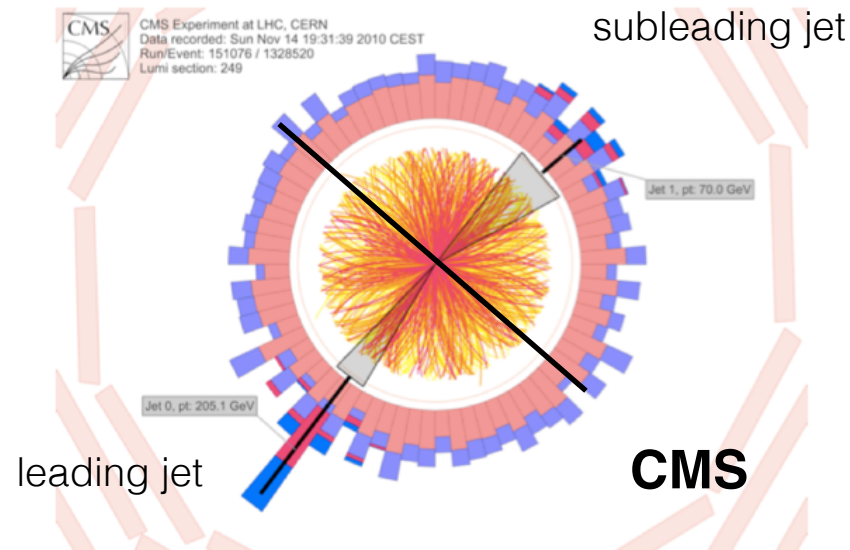 subleading jet
CMS
CMS Experiment at LHC, CERN
Data recorded: Sun Nov 14 19:31:39 2010 CEST
Run/Event: 151076 / 1328520
Lumi section: 249
Jet 1, pt: 70.0 GeV
Jet 0, pt: 205.1 GeV
leading jet
CMS